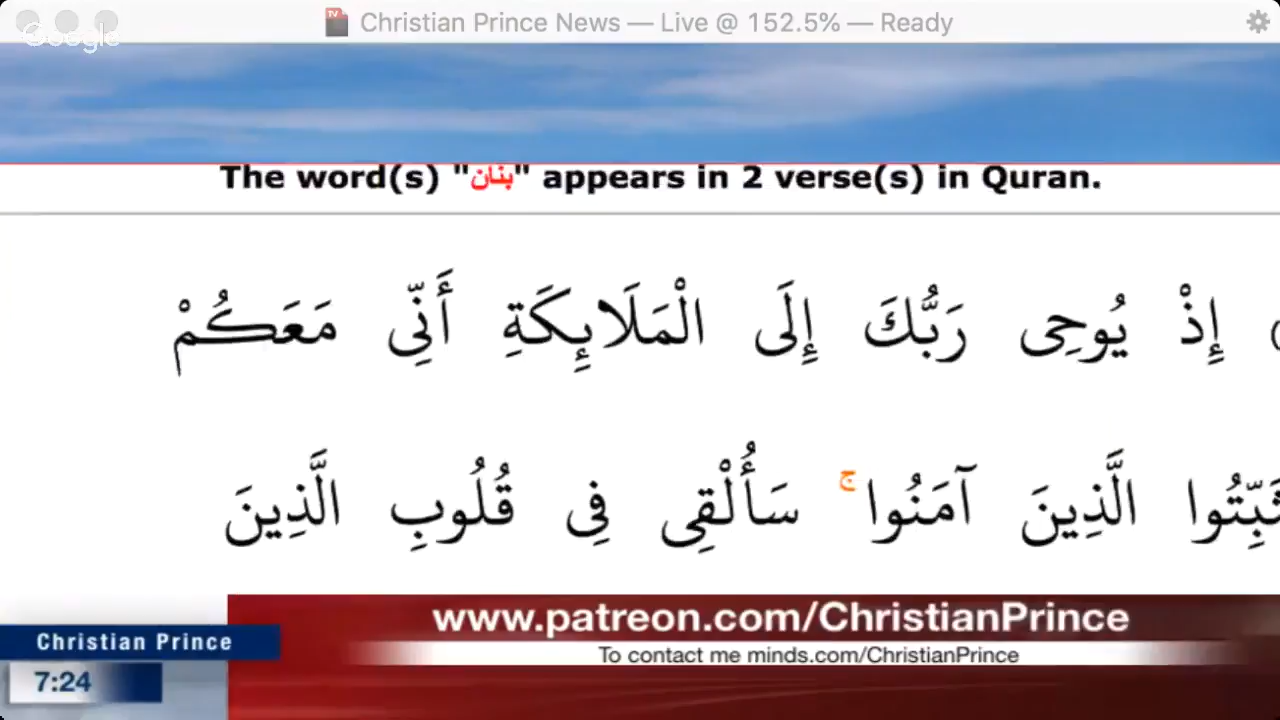 Christian Prince News — Live @ 152.5% — Ready
Google
The word(s) "بنان" appears in 2 verse(s) in Quran.
إِذْ يُوحِى رَبُّكَ إِلَى الْمَلَائِكَةِ أَنِّى مَعَكُمْ
ثَبِّتُوا الَّذِينَ آمَنُوا ۚ سَأُلْقِى فِى قُلُوبِ الَّذِينَ
www.patreon.com/ChristianPrince
Christian Prince
To contact me minds.com/ChristianPrince
7:24